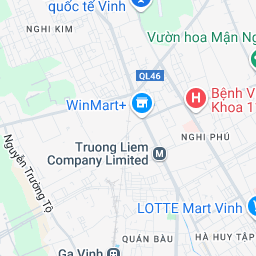 quốc tế Vinh
NGHI KIM
Vườn hoa Mận Ng
QL46
WinMart+
H
Bệnh V
Khoa 1
NGHI PHÚ
Truong Liem
Company Limited
M
Nguyễn Trường Tộ
LOTTE Mart Vinh
QUÁN BÀU
HÀ HUY TẬP
Ga Vinh